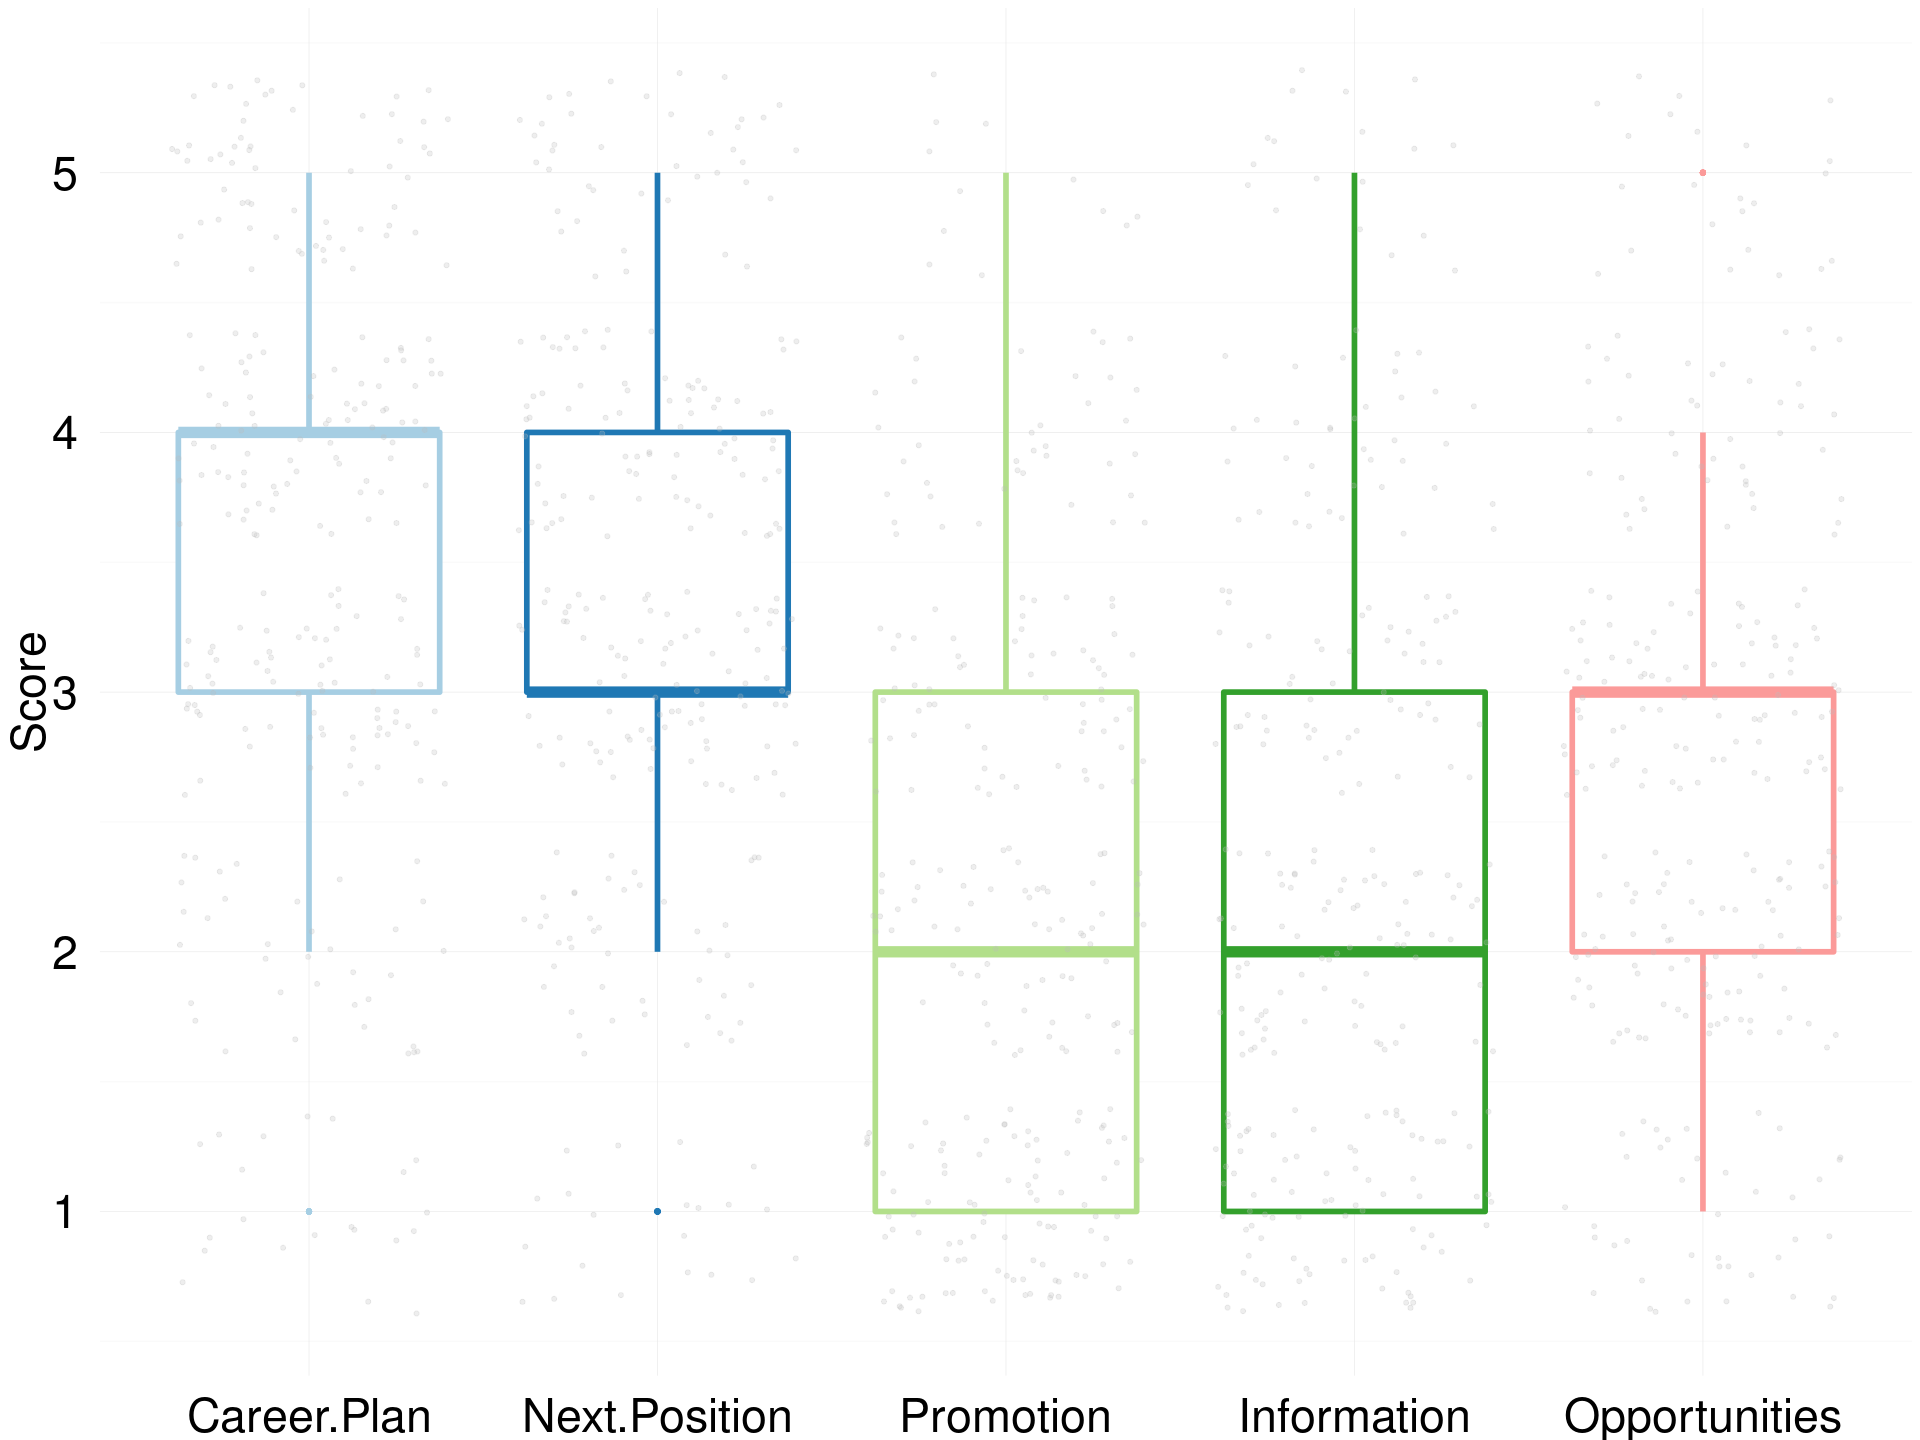 Score
5
4
3
2
1
Career.Plan
Next.Position
Promotion
Information
Opportunities